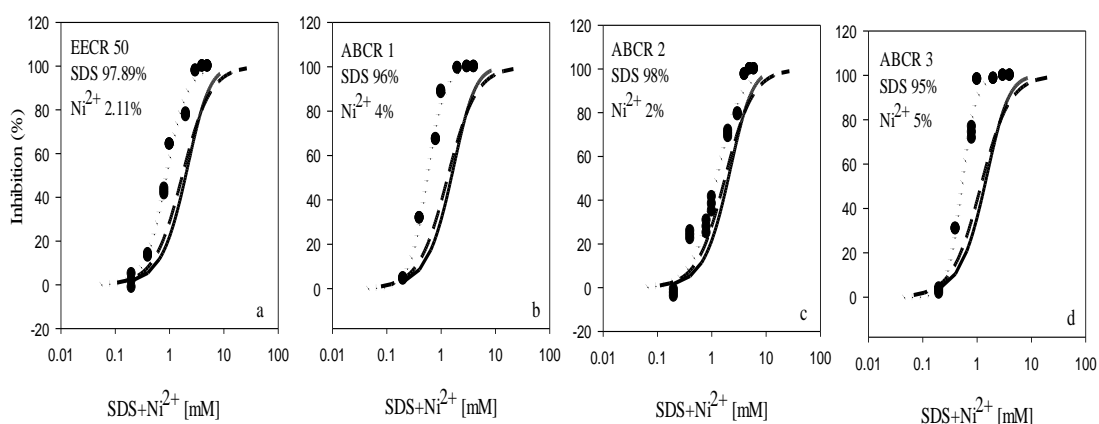 Inhibition (%)
120
100
80
60
40
20
0
-20
EECR 50
SDS 97.89%
Ni²⁺ 2.11%
a
0.01 0.1 1 10 100
SDS+Ni²⁺ [mM]
120
100
80
60
40
20
0
-20
ABCR 1
SDS 96%
Ni²⁺ 4%
b
0.01 0.1 1 10 100
SDS+Ni²⁺ [mM]
120
100
80
60
40
20
0
-20
ABCR 2
SDS 98%
Ni²⁺ 2%
c
0.01 0.1 1 10 100
SDS+Ni²⁺ [mM]
120
100
80
60
40
20
0
-20
ABCR 3
SDS 95%
Ni²⁺ 5%
d
0.01 0.1 1 10 100
SDS+Ni²⁺ [mM]